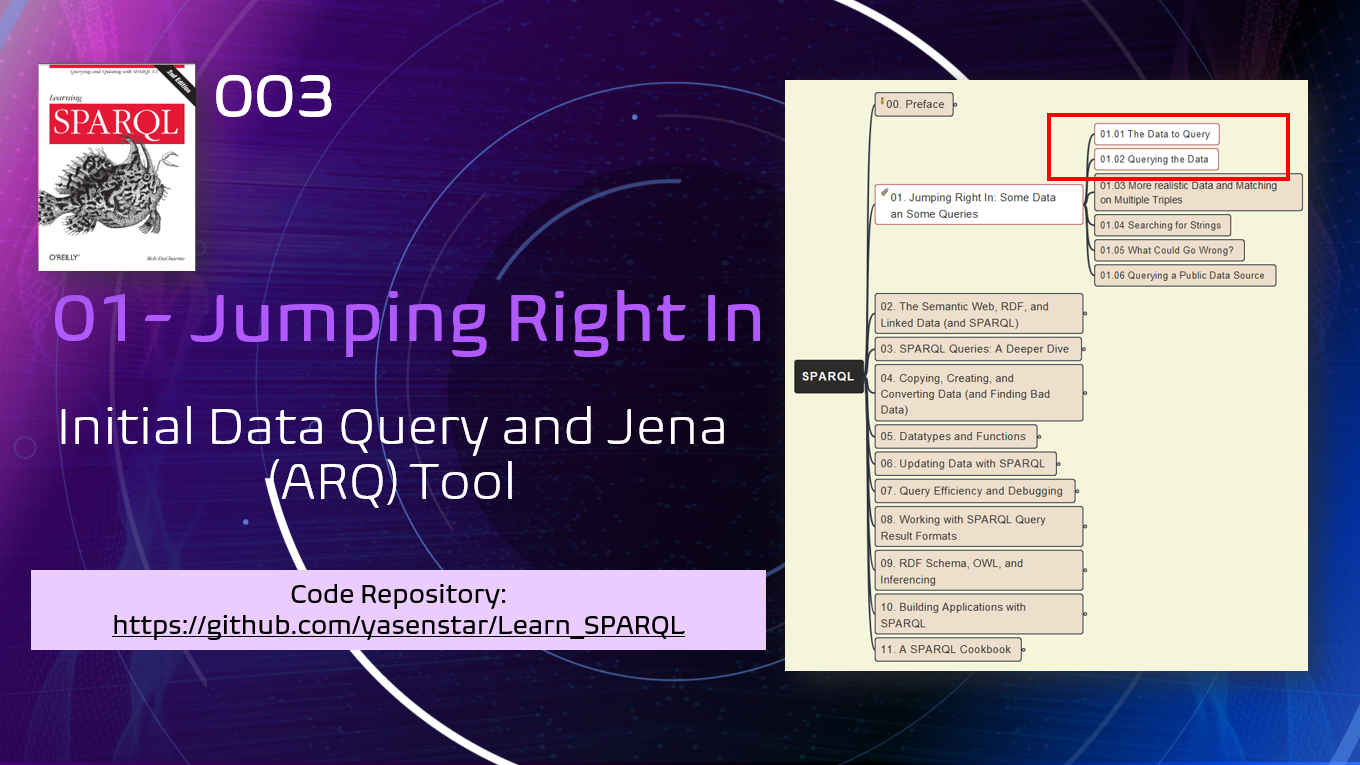 Querying and Updating with SPARQL 1.1
2nd Edition
Learning
SPARQL
O'REILLY®
Bob DuCharme
003
01- Jumping Right In
Initial Data Query and Jena
(ARQ) Tool
Code Repository:
https://github.com/yasenstar/Learn_SPARQL
SPARQL
00. Preface
01. Jumping Right In: Some Data
an Some Queries
01.01 The Data to Query
01.02 Querying the Data
01.03 More realistic Data and Matching
on Multiple Triples
01.04 Searching for Strings
01.05 What Could Go Wrong?
01.06 Querying a Public Data Source
02. The Semantic Web, RDF, and
Linked Data (and SPARQL)
03. SPARQL Queries: A Deeper Dive
04. Copying, Creating, and
Converting Data (and Finding Bad
Data)
05. Datatypes and Functions
06. Updating Data with SPARQL
07. Query Efficiency and Debugging
08. Working with SPARQL Query
Result Formats
09. RDF Schema, OWL, and
Inferencing
10. Building Applications with
SPARQL
11. A SPARQL Cookbook